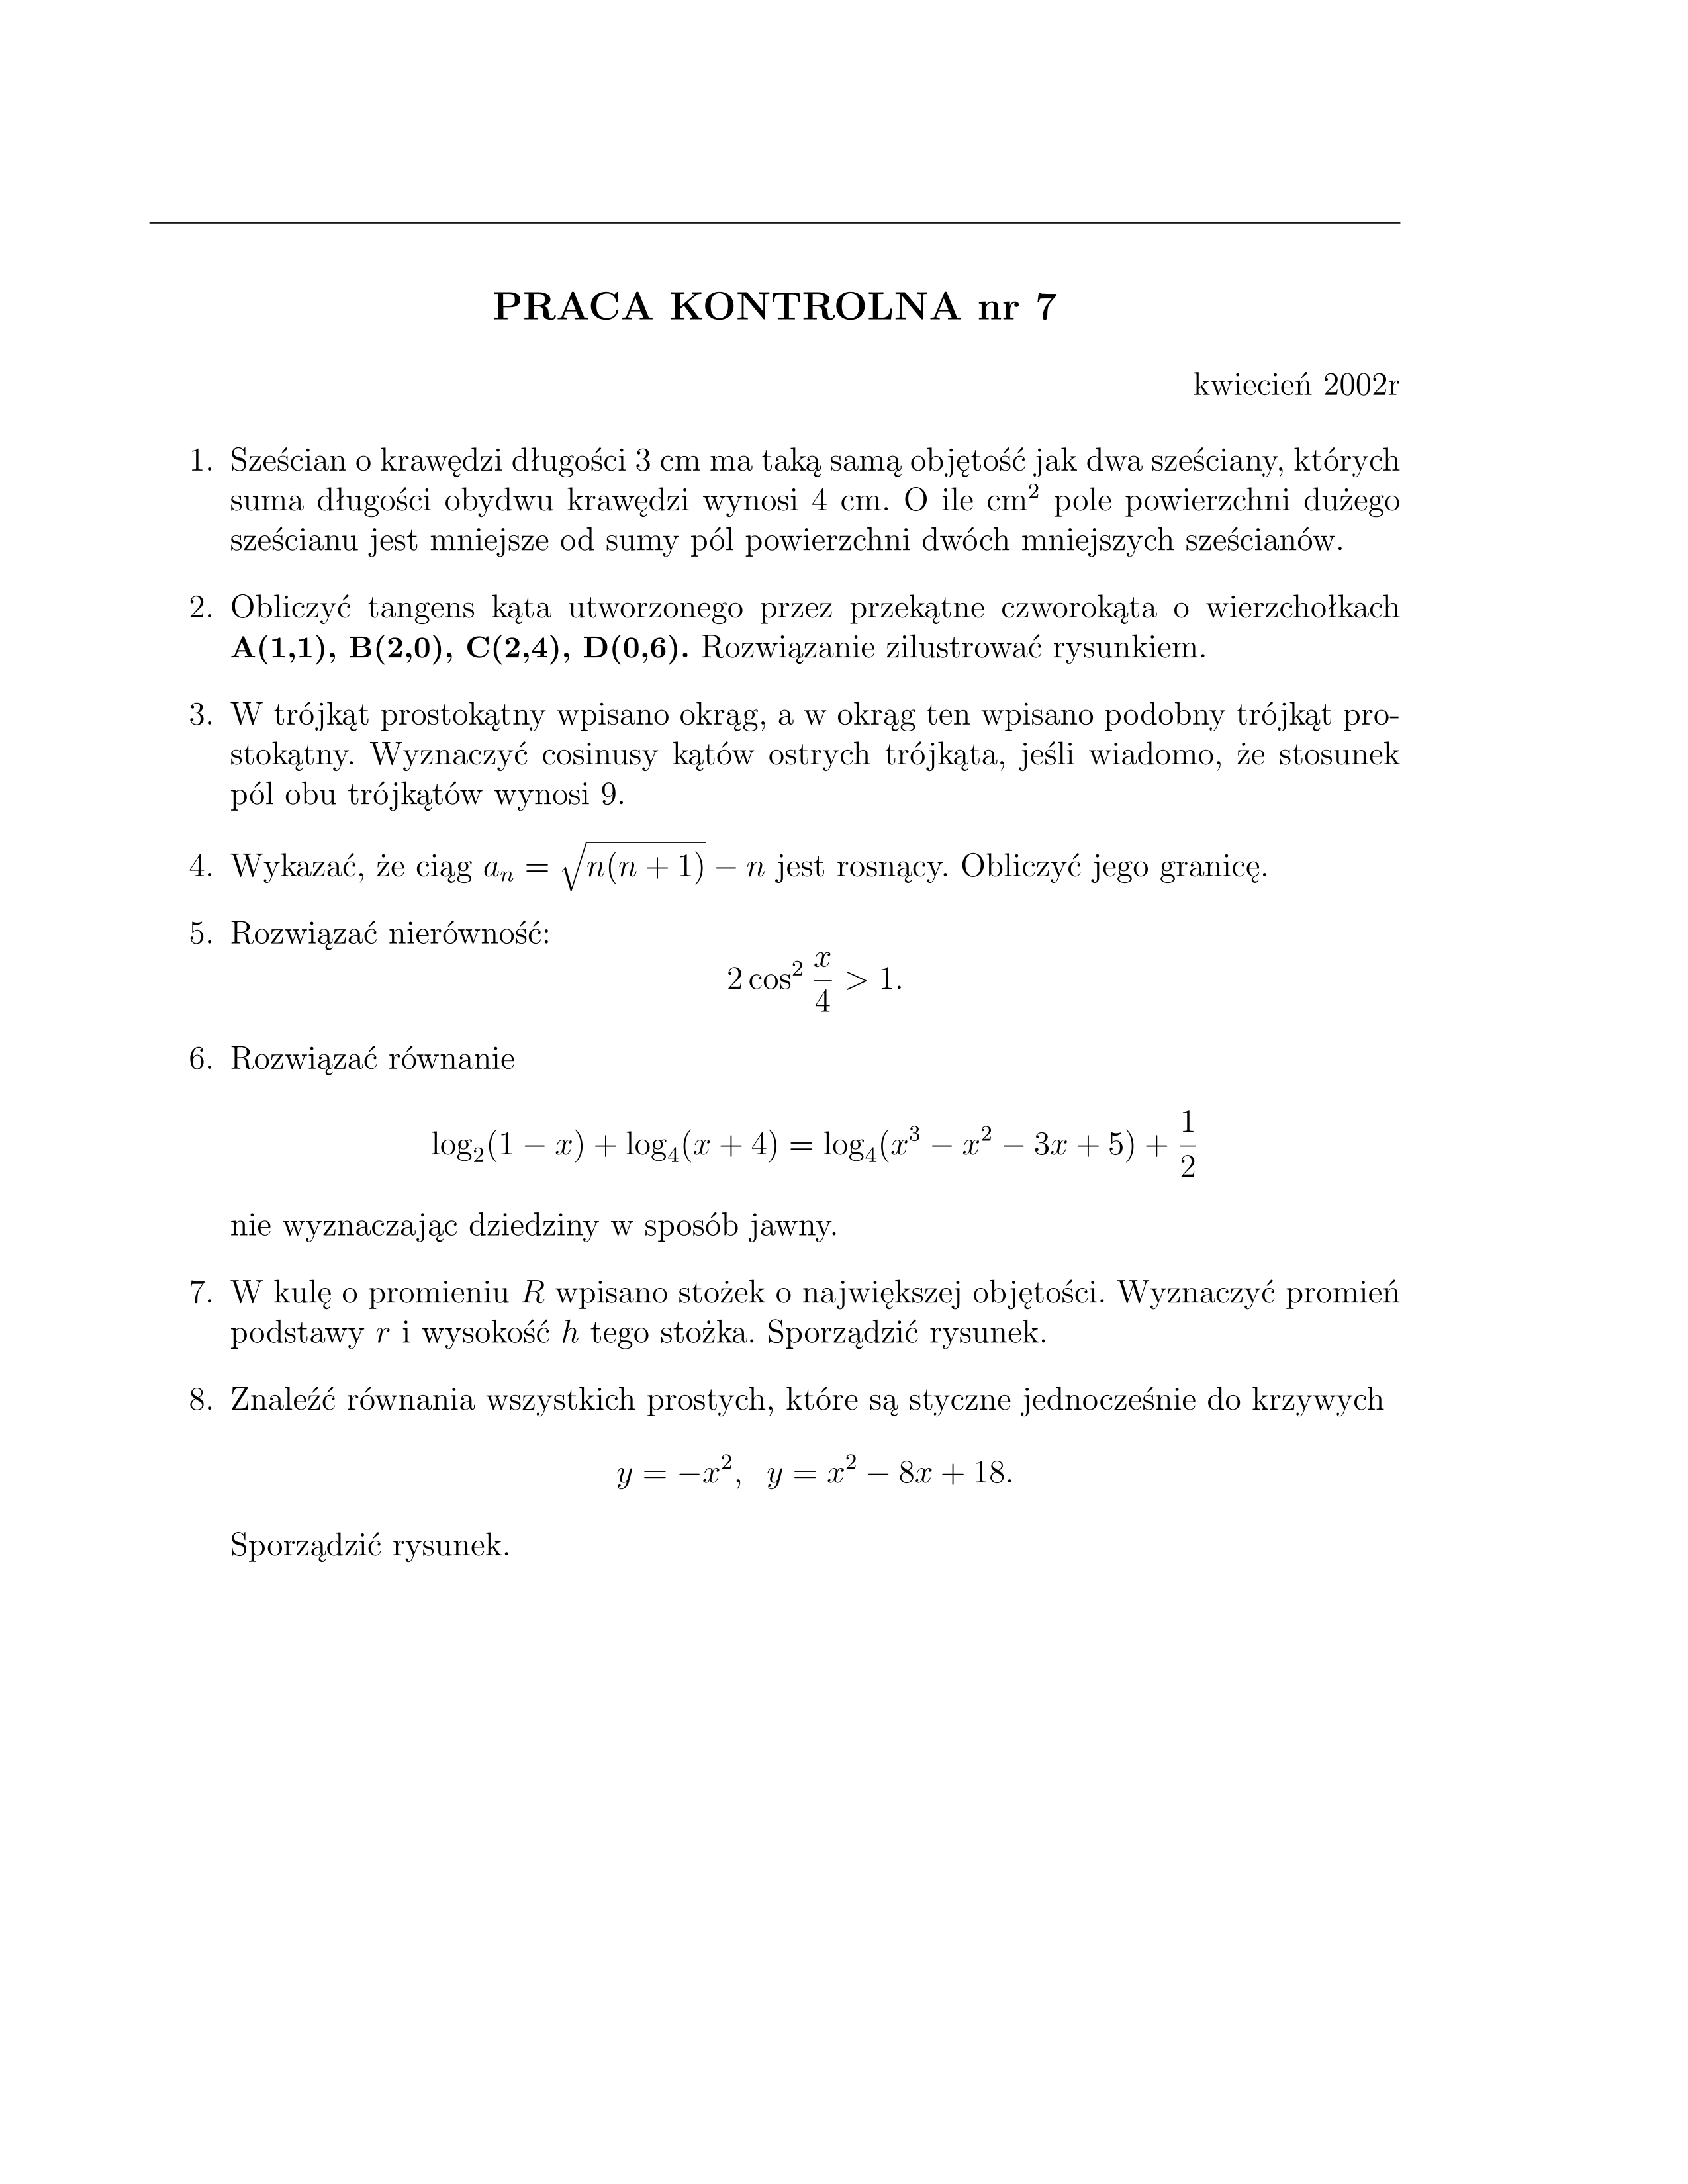 PRACA KONTROLNA nr 7
kwiecień 2002r
1. Sześcian o krawędzi długości 3 cm ma taką samą objętość jak dwa sześciany, których
suma długości obydwu krawędzi wynosi 4 cm. O ile cm² pole powierzchni dużego
sześcianu jest mniejsze od sumy pól powierzchni dwóch mniejszych sześcianów.
2. Obliczyć tangens kąta utworzonego przez przekątne czworokąta o wierzchołkach
A(1,1), B(2,0), C(2,4), D(0,6). Rozwiązanie zilustrować rysunkiem.
3. W trójkąt prostokątny wpisano okrąg, a w okrąg ten wpisano podobny trójkąt pro-
stokątny. Wyznaczyć cosinusy kątów ostrych trójkąta, jeśli wiadomo, że stosunek
pól obu trójkątów wynosi 9.
4. Wykazać, że ciąg $a_n = \sqrt{n(n+1)} - n$ jest rosnący. Obliczyć jego granicę.
5. Rozwiązać nierówność:
$2\cos^2 \frac{x}{4} > 1.$
6. Rozwiązać równanie
$\log_2(1-x) + \log_4(x+4) = \log_4(x^3 - x^2 - 3x + 5) + \frac{1}{2}$
nie wyznaczając dziedziny w sposób jawny.
7. W kulę o promieniu $R$ wpisano stożek o największej objętości. Wyznaczyć promień
podstawy $r$ i wysokość $h$ tego stożka. Sporządzić rysunek.
8. Znaleźć równania wszystkich prostych, które są styczne jednocześnie do krzywych
$y = -x^2, \; y = x^2 - 8x + 18.$
Sporządzić rysunek.